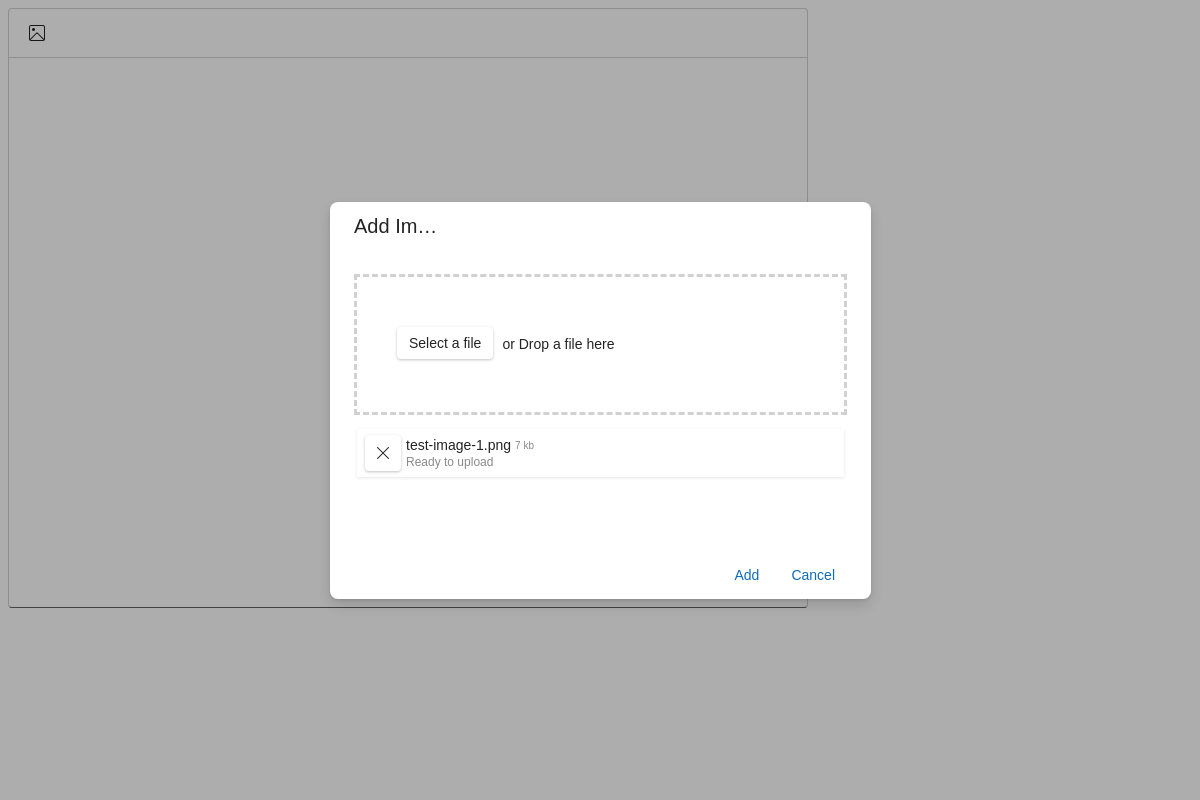 Add Im…
Select a file or Drop a file here
test-image-1.png 7 kb
Ready to upload
Add Cancel